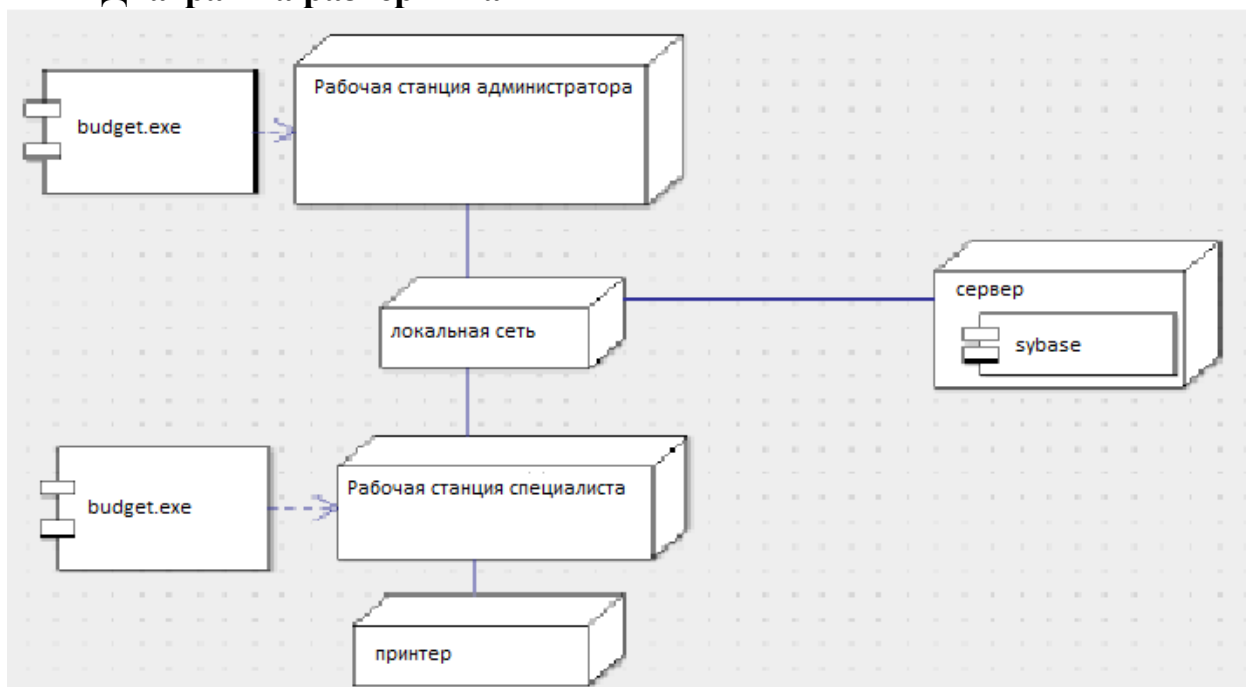 budget.exe
Рабочая станция администратора
локальная сеть
сервер
sybase
budget.exe
Рабочая станция специалиста
принтер